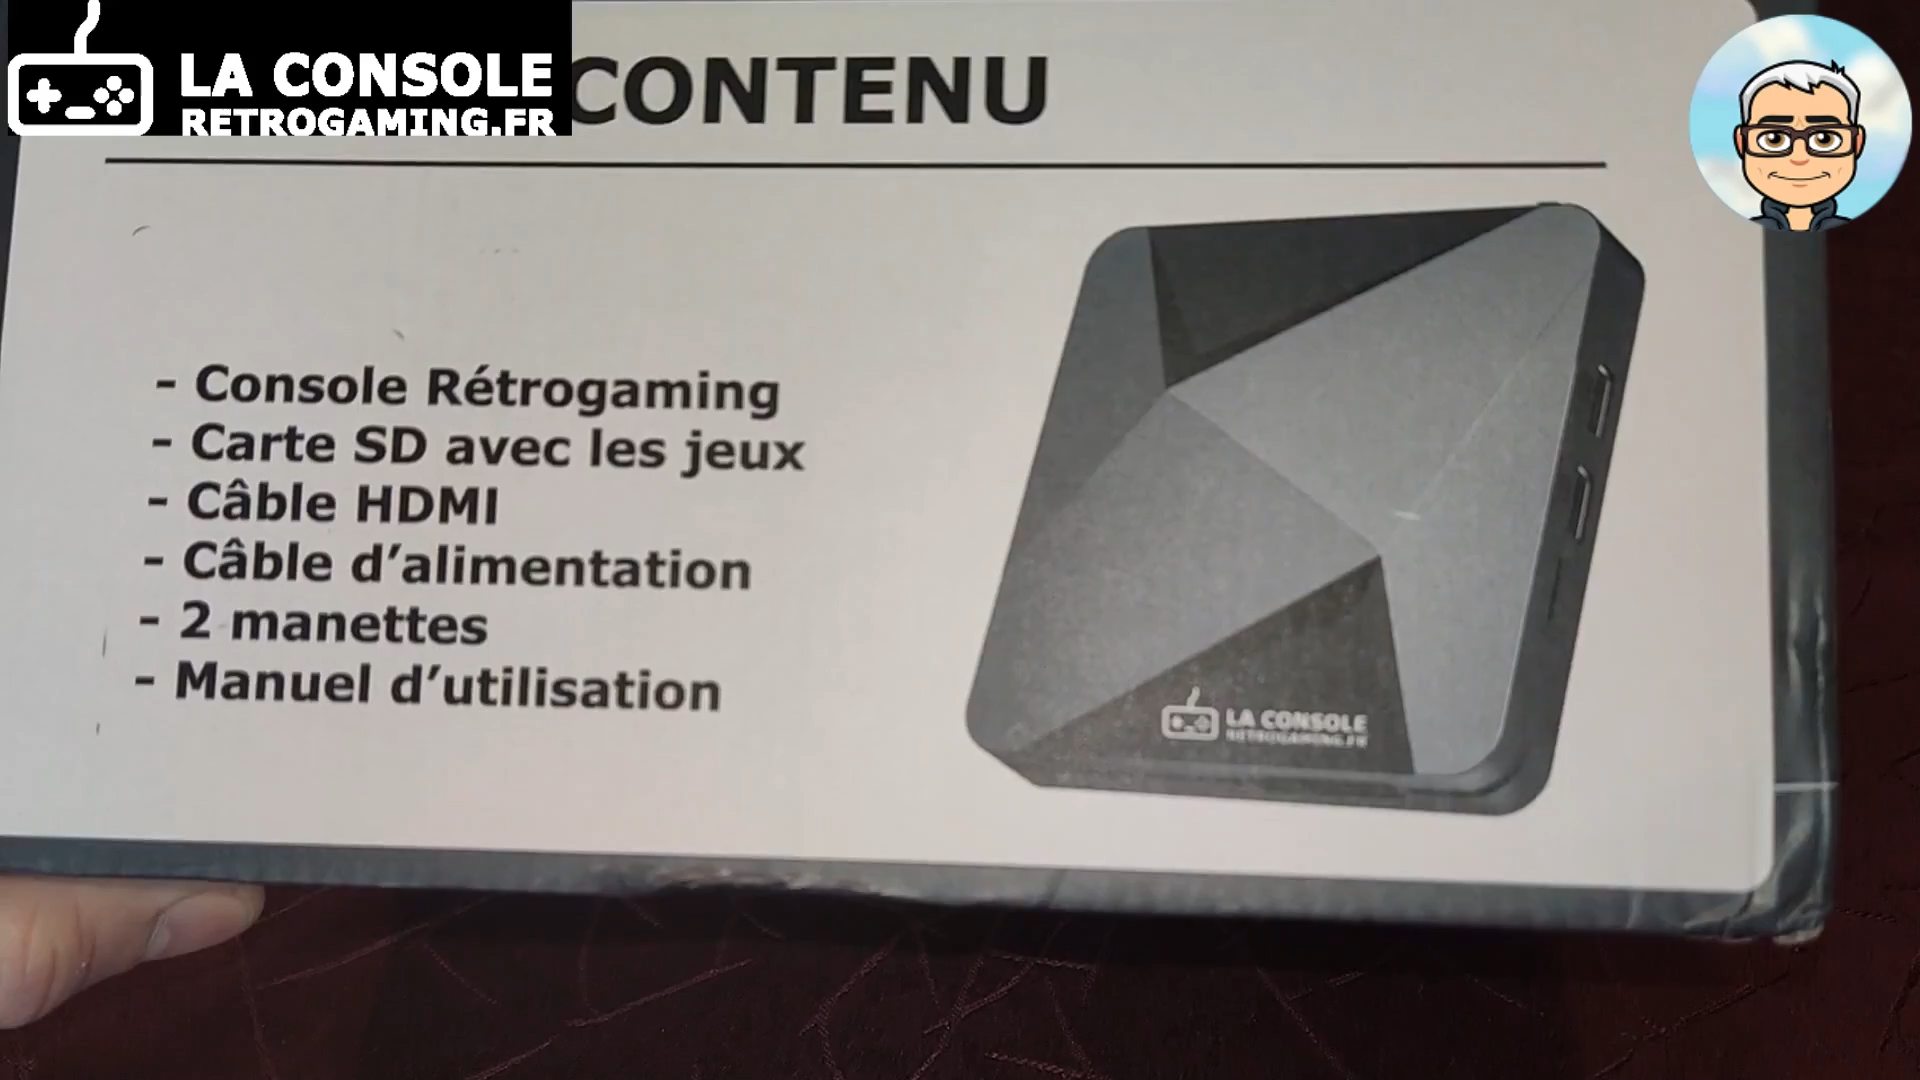 LA CONSOLE
RETROGAMING.FR
CONTENU
- Console Rétrogaming
- Carte SD avec les jeux
- Câble HDMI
- Câble d’alimentation
- 2 manettes
- Manuel d’utilisation
LA CONSOLE
RETROGAMING.FR